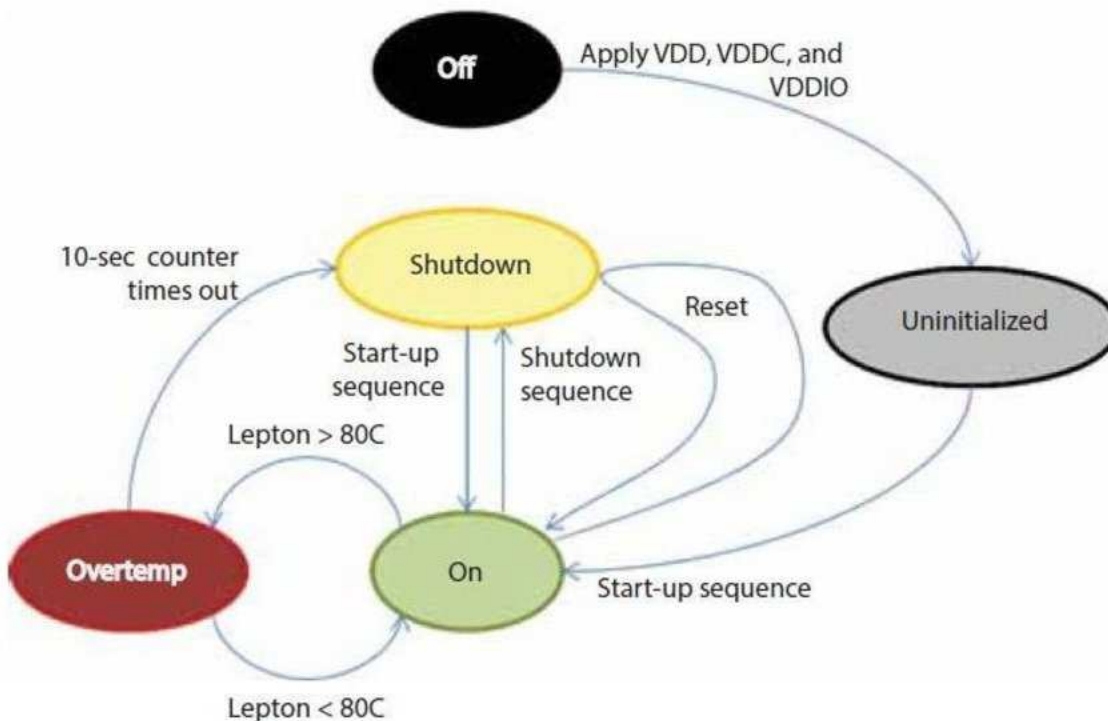 Off
Apply VDD, VDDC, and
VDDIO
Shutdown
10-sec counter
times out
Reset
Uninitialized
Start-up
sequence
Shutdown
sequence
Lepton > 80C
Overtemp
On
Start-up sequence
Lepton < 80C